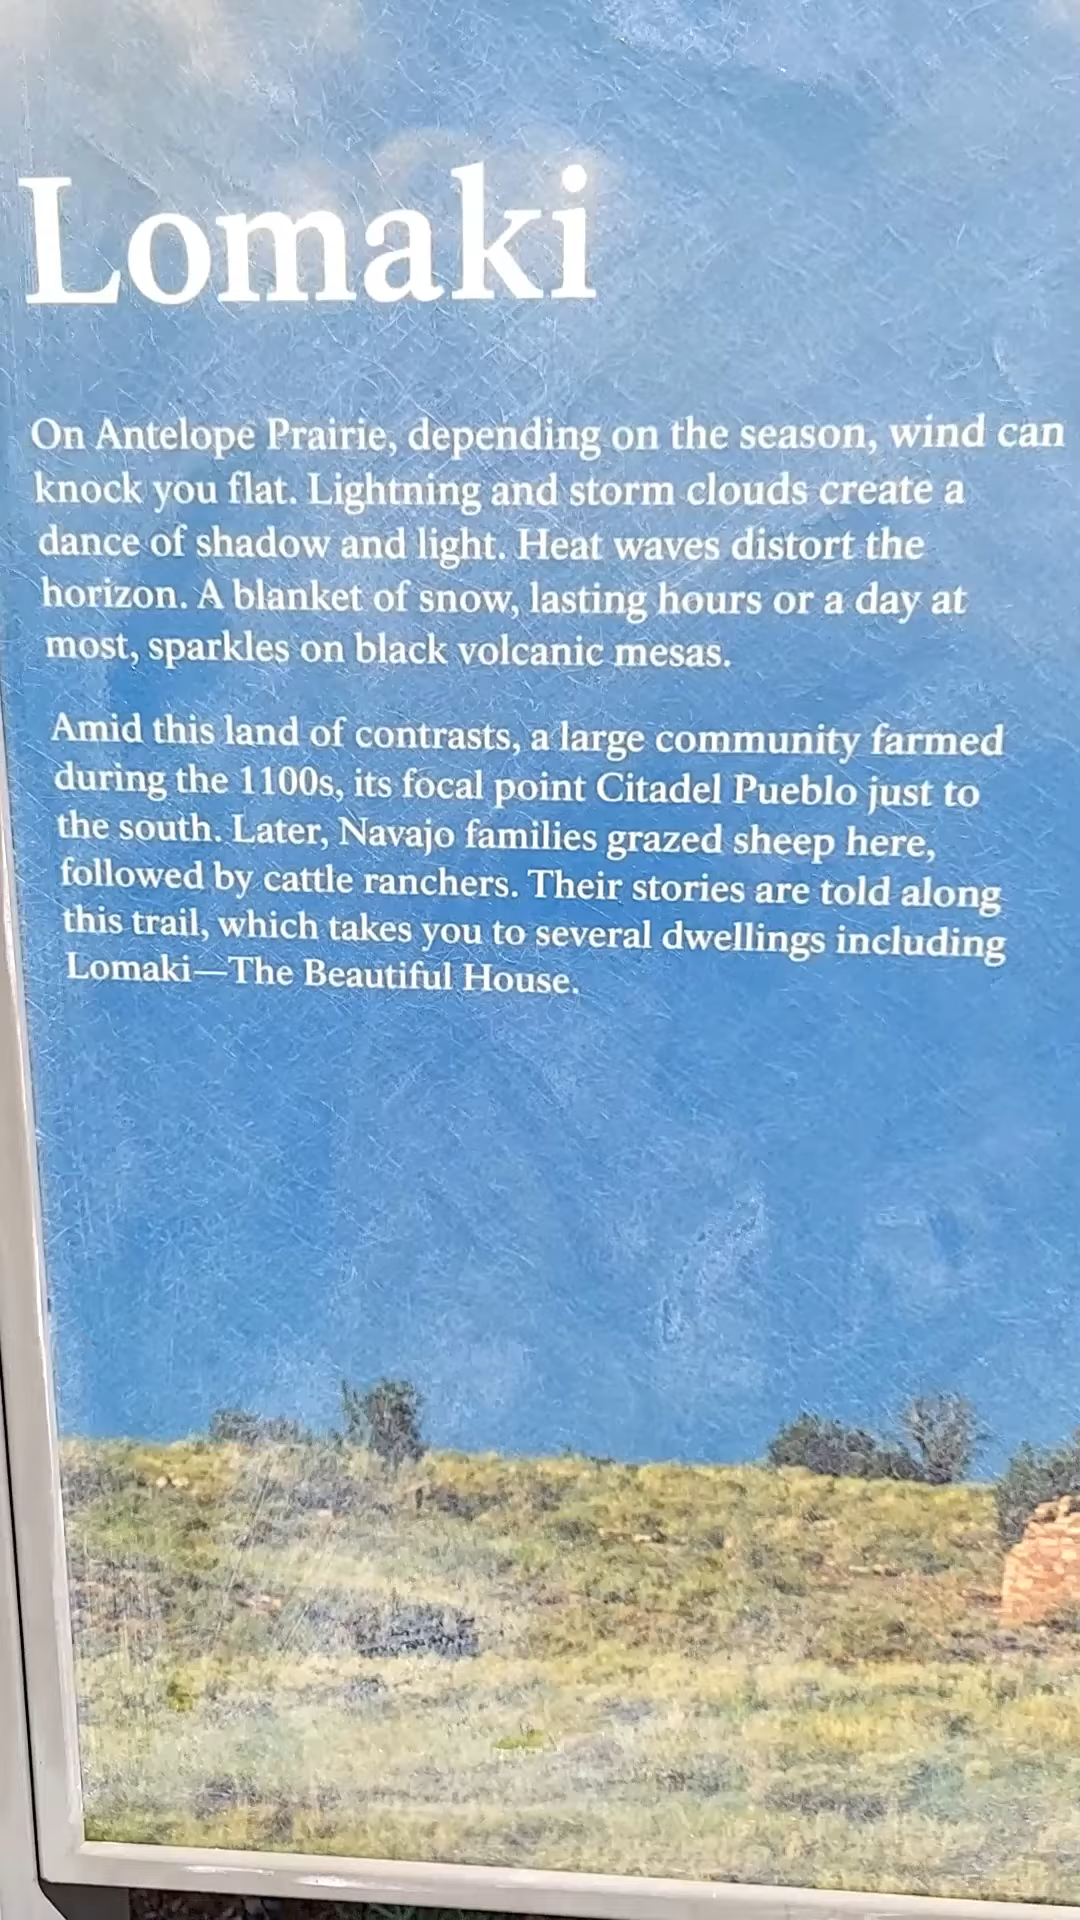 Lomaki
On Antelope Prairie, depending on the season, wind can
knock you flat. Lightning and storm clouds create a
dance of shadow and light. Heat waves distort the
horizon. A blanket of snow, lasting hours or a day at
most, sparkles on black volcanic mesas.
Amid this land of contrasts, a large community farmed
during the 1100s, its focal point Citadel Pueblo just to
the south. Later, Navajo families grazed sheep here,
followed by cattle ranchers. Their stories are told along
this trail, which takes you to several dwellings including
Lomaki—The Beautiful House.